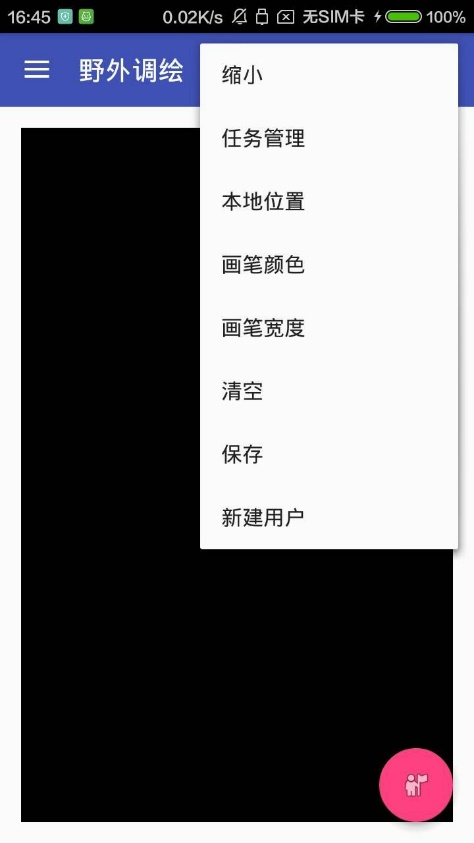 16:45 0.02K/s 无SIM卡 100%
野外调绘
缩小
任务管理
本地位置
画笔颜色
画笔宽度
清空
保存
新建用户